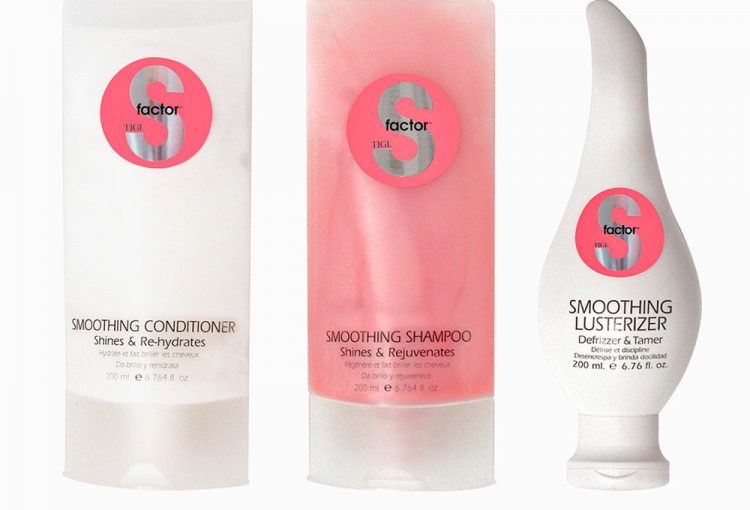 S
factor™
TIGI
SMOOTHING CONDITIONER
Shines & Re-hydrates
Hydrate et fait briller les cheveux
Da brillo y rehidrata
200 ml ℮ 6.764 fl. oz.
S
factor™
TIGI
SMOOTHING SHAMPOO
Shines & Rejuvenates
Régénère et fait briller les cheveux
Da brillo y rejuvenece
200 ml ℮ 6.764 fl. oz.
S
factor™
TIGI
SMOOTHING
LUSTERIZER
Defrizzer & Tamer
Défrise et discipline
Desencrespa y brinda docilidad
200 ml. ℮ 6.76 fl. oz.